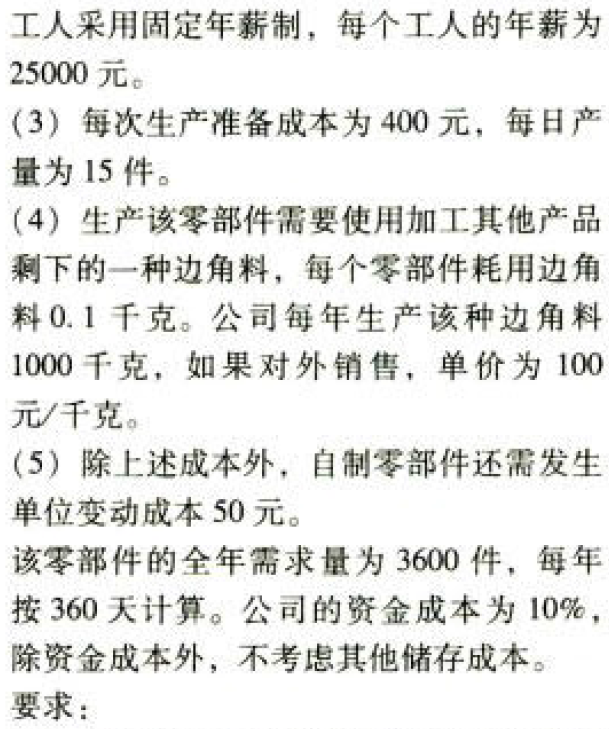 工人采用固定年薪制，每个工人的年薪为
25000 元。
(3) 每次生产准备成本为 400 元，每日产
量为 15 件。
(4) 生产该零部件需要使用加工其他产品
剩下的一种边角料，每个零部件耗用边角
料 0.1 千克。公司每年生产该种边角料
1000 千克，如果对外销售，单价为 100
元/千克。
(5) 除上述成本外，自制零部件还需发生
单位变动成本 50 元。
该零部件的全年需求量为 3600 件，每年
按 360 天计算。公司的资金成本为 10%，
除资金成本外，不考虑其他储存成本。
要求：